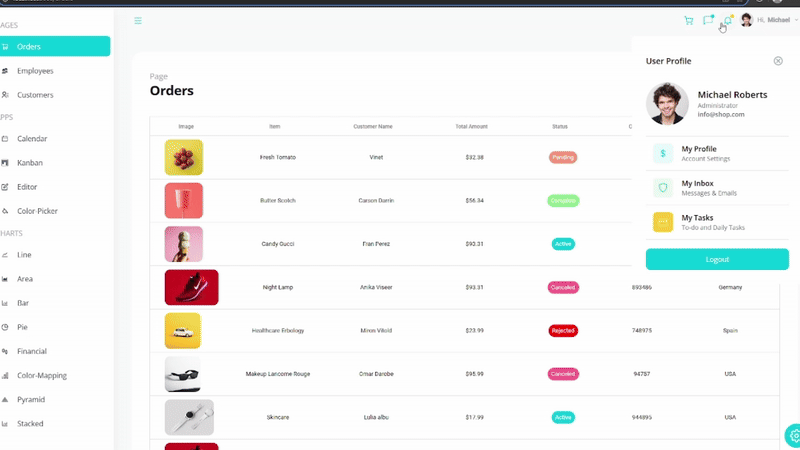 AGES
Hi, Michael
Orders
Employees
Customers
PPS
Calendar
Kanban
Editor
Color-Picker
HARTS
Line
Area
Bar
Pie
Financial
Color-Mapping
Pyramid
Stacked
Page
Orders
Image Item Customer Name Total Amount Status
Fresh Tomato Vinet $32.38 Pending
Butter Scotch Carson Darrin $56.34 Complete
Candy Gucci Fran Perez $93.31 Active
Night Lamp Anika Viseer $93.31 Canceled 893486 Germany
Healthcare Erbology Miron Vitold $23.99 Rejected 748975 Spain
Makeup Lancome Rouge Omar Darobe $95.99 Canceled 94757 USA
Skincare Lulia albu $17.99 Active 944895 USA
User Profile
Michael Roberts
Administrator
info@shop.com
$
My Profile
Account Settings
My Inbox
Messages & Emails
My Tasks
To-do and Daily Tasks
Logout